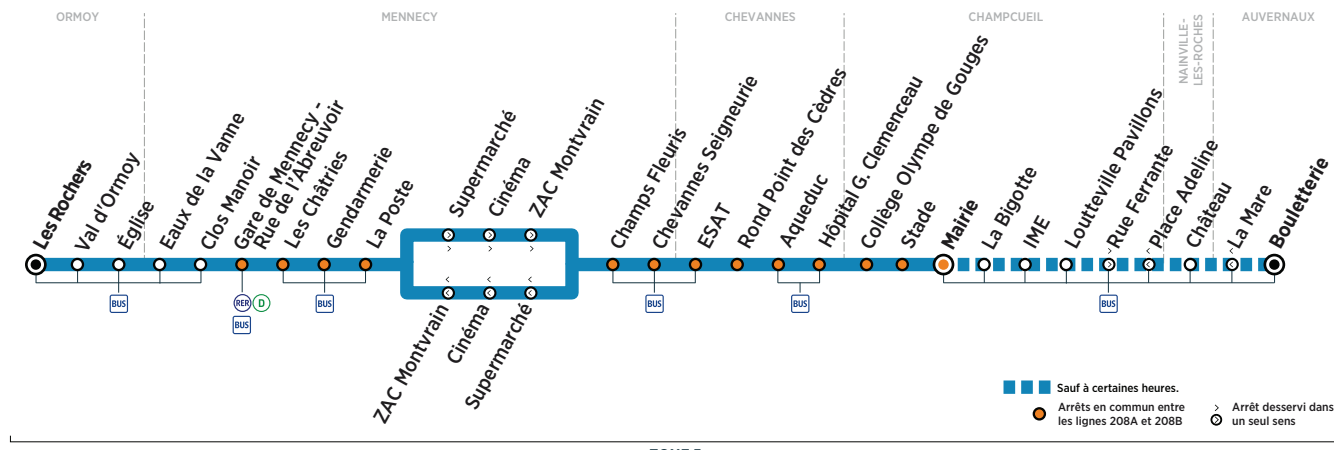 ORMOY
MENNECY
CHEVANNES
CHAMPCUEIL
NAINVILLE-
LES-ROCHES
AUVERNAUX
Les Rochers
Val d'Ormoy
Église
Eaux de la Vanne
Clos Manoir
Gare de Mennecy -
Rue de l'Abreuvoir
Les Châtries
Gendarmerie
La Poste
Supermarché
Cinéma
ZAC Montvrain
ZAC Montvrain
Cinéma
Supermarché
Champs Fleuris
Chevannes Seigneurie
ESAT
Rond Point des Cèdres
Aqueduc
Hôpital G. Clemenceau
Collège Olympe de Gouges
Stade
Mairie
La Bigotte
IME
Loutteville Pavillons
Rue Ferrante
Place Adeline
Château
La Mare
Bouletterie
BUS
RER D
BUS
BUS
BUS
BUS
BUS
Sauf à certaines heures.
Arrêts en commun entre
les lignes 208A et 208B
Arrêt desservi dans
un seul sens